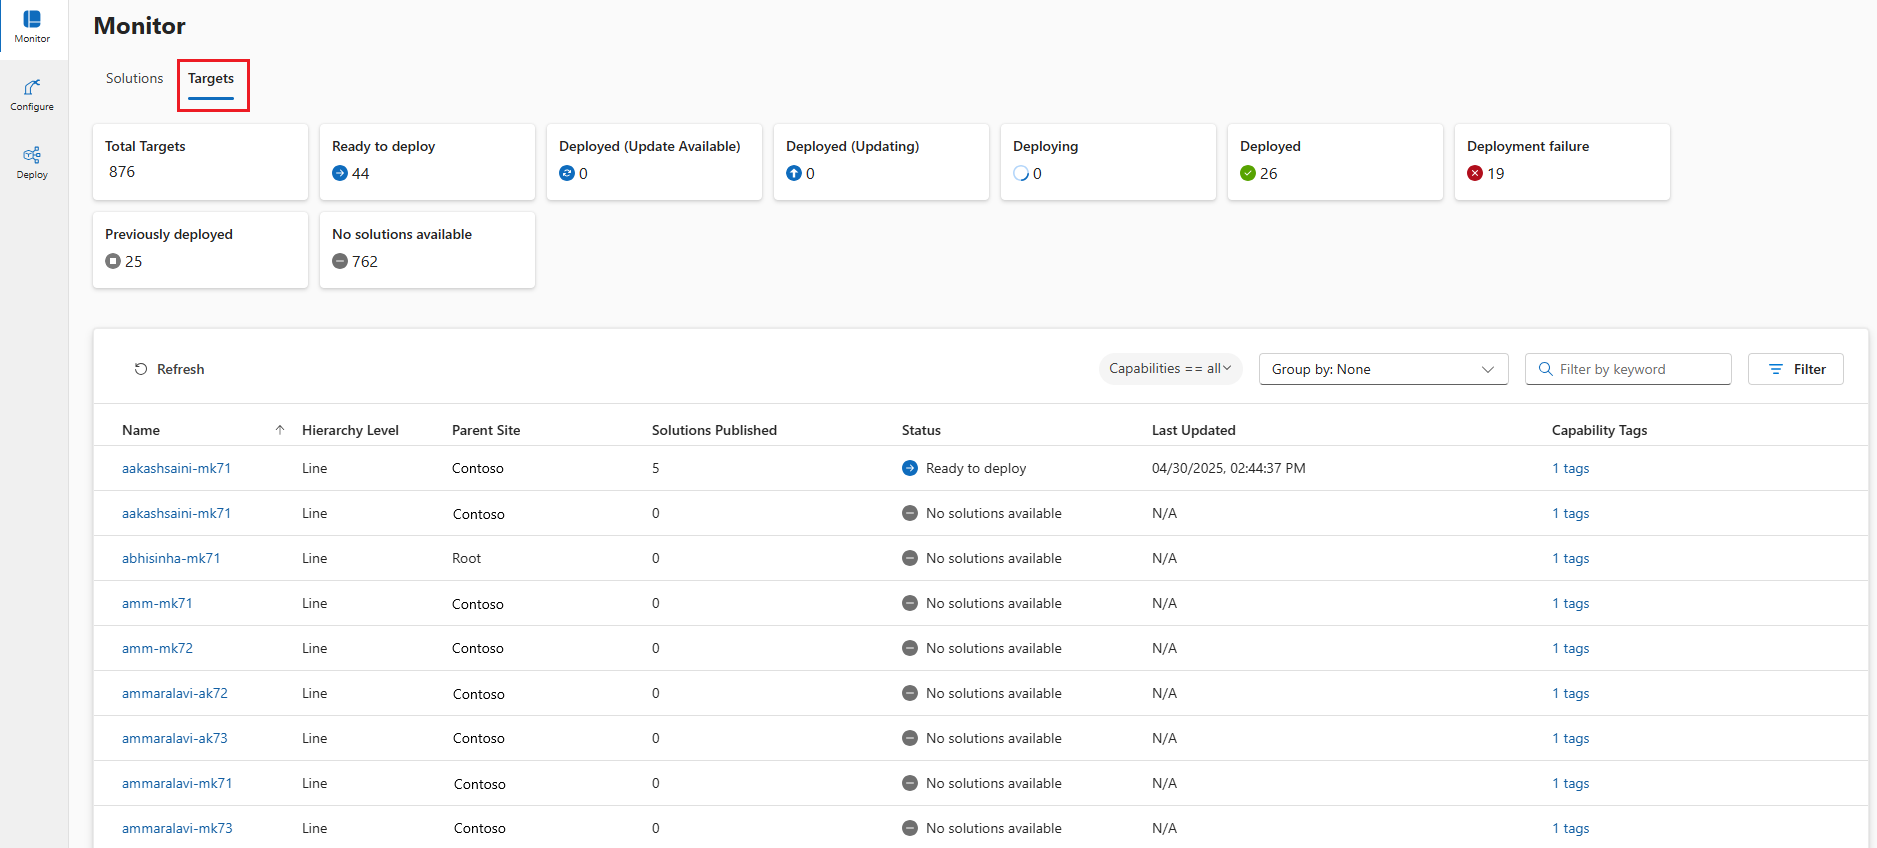 Monitor
Configure
Deploy
Monitor
Solutions Targets
Total Targets
876
Ready to deploy
44
Deployed (Update Available)
0
Deployed (Updating)
0
Deploying
0
Deployed
26
Deployment failure
19
Previously deployed
25
No solutions available
762
Refresh Capabilities == all Group by: None Filter by keyword Filter
Name Hierarchy Level Parent Site Solutions Published Status Last Updated Capability Tags
aakashsaini-mk71 Line Contoso 5 Ready to deploy 04/30/2025, 02:44:37 PM 1 tags
aakashsaini-mk71 Line Contoso 0 No solutions available N/A 1 tags
abhisinha-mk71 Line Root 0 No solutions available N/A 1 tags
amm-mk71 Line Contoso 0 No solutions available N/A 1 tags
amm-mk72 Line Contoso 0 No solutions available N/A 1 tags
ammaralavi-ak72 Line Contoso 0 No solutions available N/A 1 tags
ammaralavi-ak73 Line Contoso 0 No solutions available N/A 1 tags
ammaralavi-mk71 Line Contoso 0 No solutions available N/A 1 tags
ammaralavi-mk73 Line Contoso 0 No solutions available N/A 1 tags